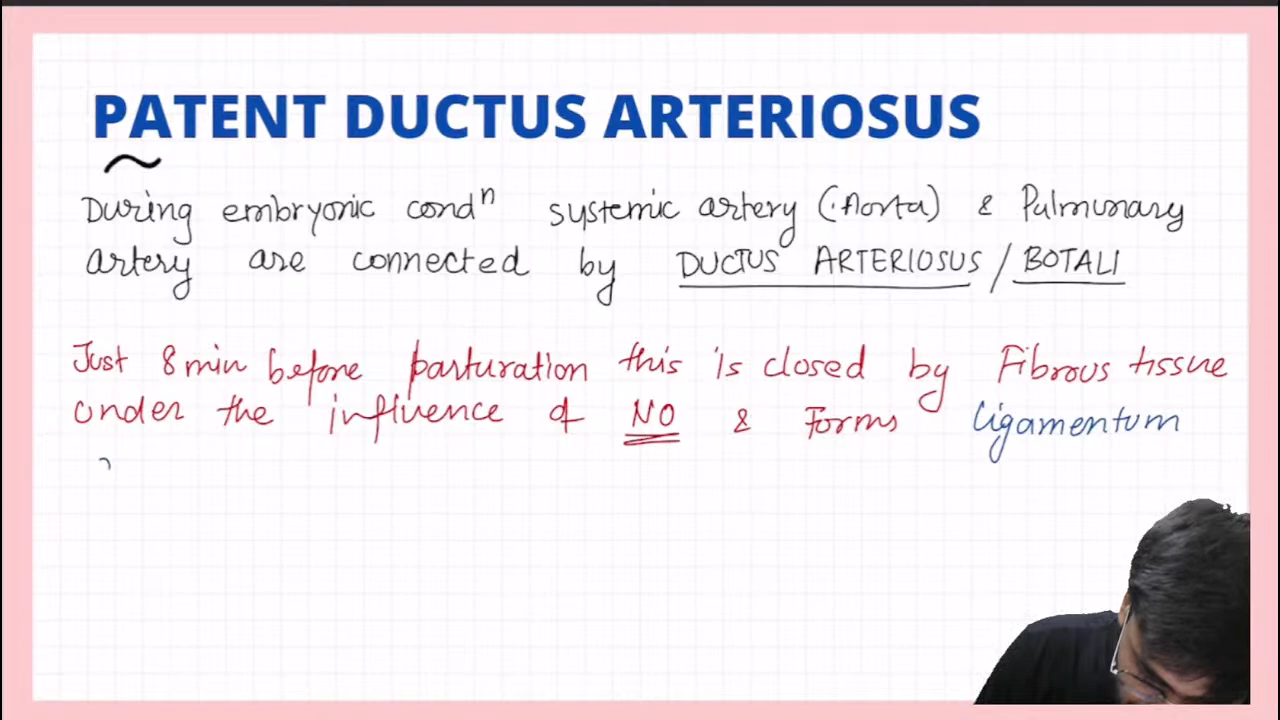 PATENT DUCTUS ARTERIOSUS
During embryonic condⁿ systemic artery (Aorta) & Pulmunary
artery are connected by DUCTUS ARTERIOSUS / BOTALI
Just 8 min before parturation this is closed by Fibrous tissue
under the influence of NO & Forms Ligamentum